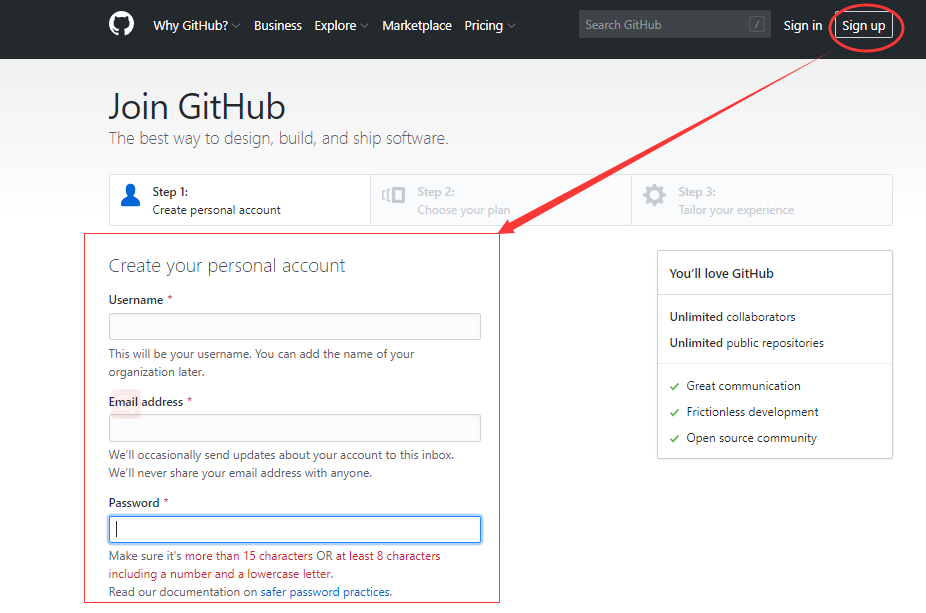 Why GitHub? Business Explore Marketplace Pricing Search GitHub / Sign in Sign up
Join GitHub
The best way to design, build, and ship software.
Step 1:
Create personal account
Step 2:
Choose your plan
Step 3:
Tailor your experience
Create your personal account
Username *
This will be your username. You can add the name of your
organization later.
Email address *
We'll occasionally send updates about your account to this inbox.
We'll never share your email address with anyone.
Password *
Make sure it's more than 15 characters OR at least 8 characters
including a number and a lowercase letter.
Read our documentation on safer password practices.
You'll love GitHub
Unlimited collaborators
Unlimited public repositories
Great communication
Frictionless development
Open source community